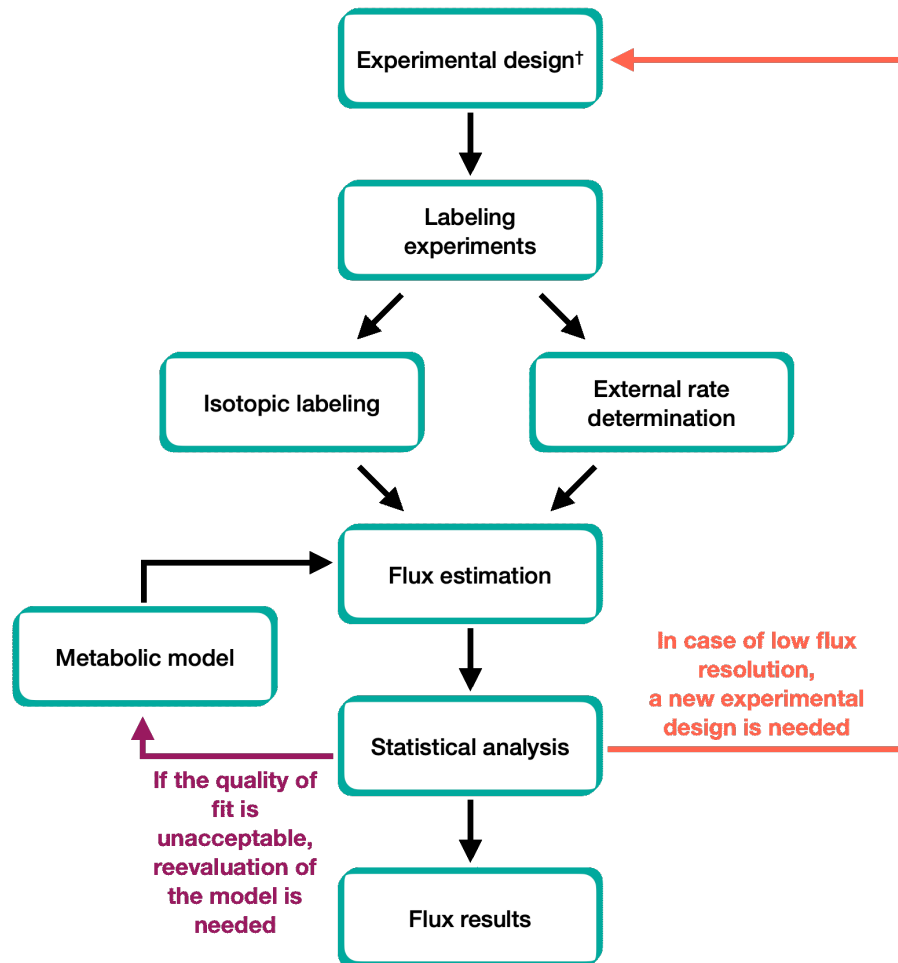 Experimental design†
Labeling
experiments
Isotopic labeling
External rate
determination
Flux estimation
Metabolic model
In case of low flux
resolution,
a new experimental
design is needed
Statistical analysis
If the quality of
fit is
unacceptable,
reevaluation of
the model is
needed
Flux results